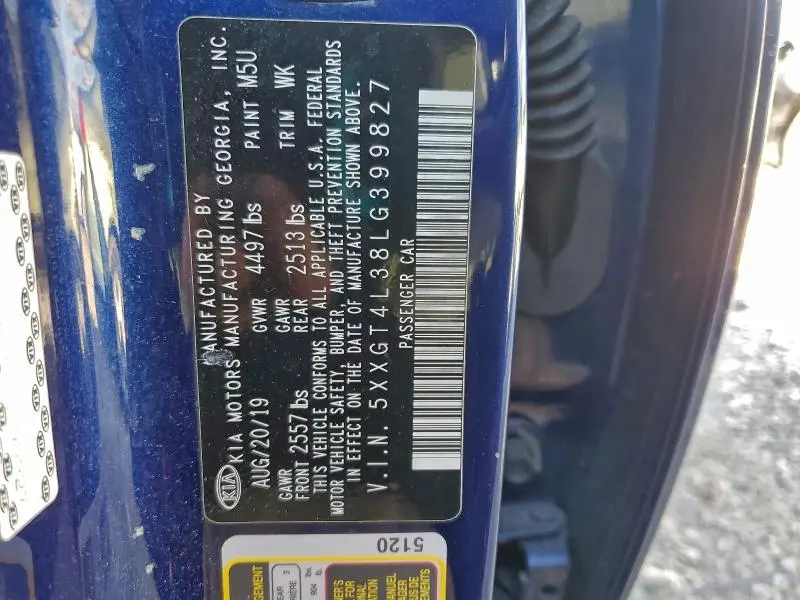 MANUFACTURED BY
KIA KIA MOTORS MANUFACTURING GEORGIA, INC.
AUG/20/19 GVWR 4497 lbs PAINT M5U
GAWR FRONT 2557 lbs GAWR REAR 2513 lbs TRIM WK
THIS VEHICLE CONFORMS TO ALL APPLICABLE U.S.A. FEDERAL
MOTOR VEHICLE SAFETY, BUMPER, AND THEFT PREVENTION STANDARDS
IN EFFECT ON THE DATE OF MANUFACTURE SHOWN ABOVE.
V.I.N. 5XXGT4L38LG399827
PASSENGER CAR
5120